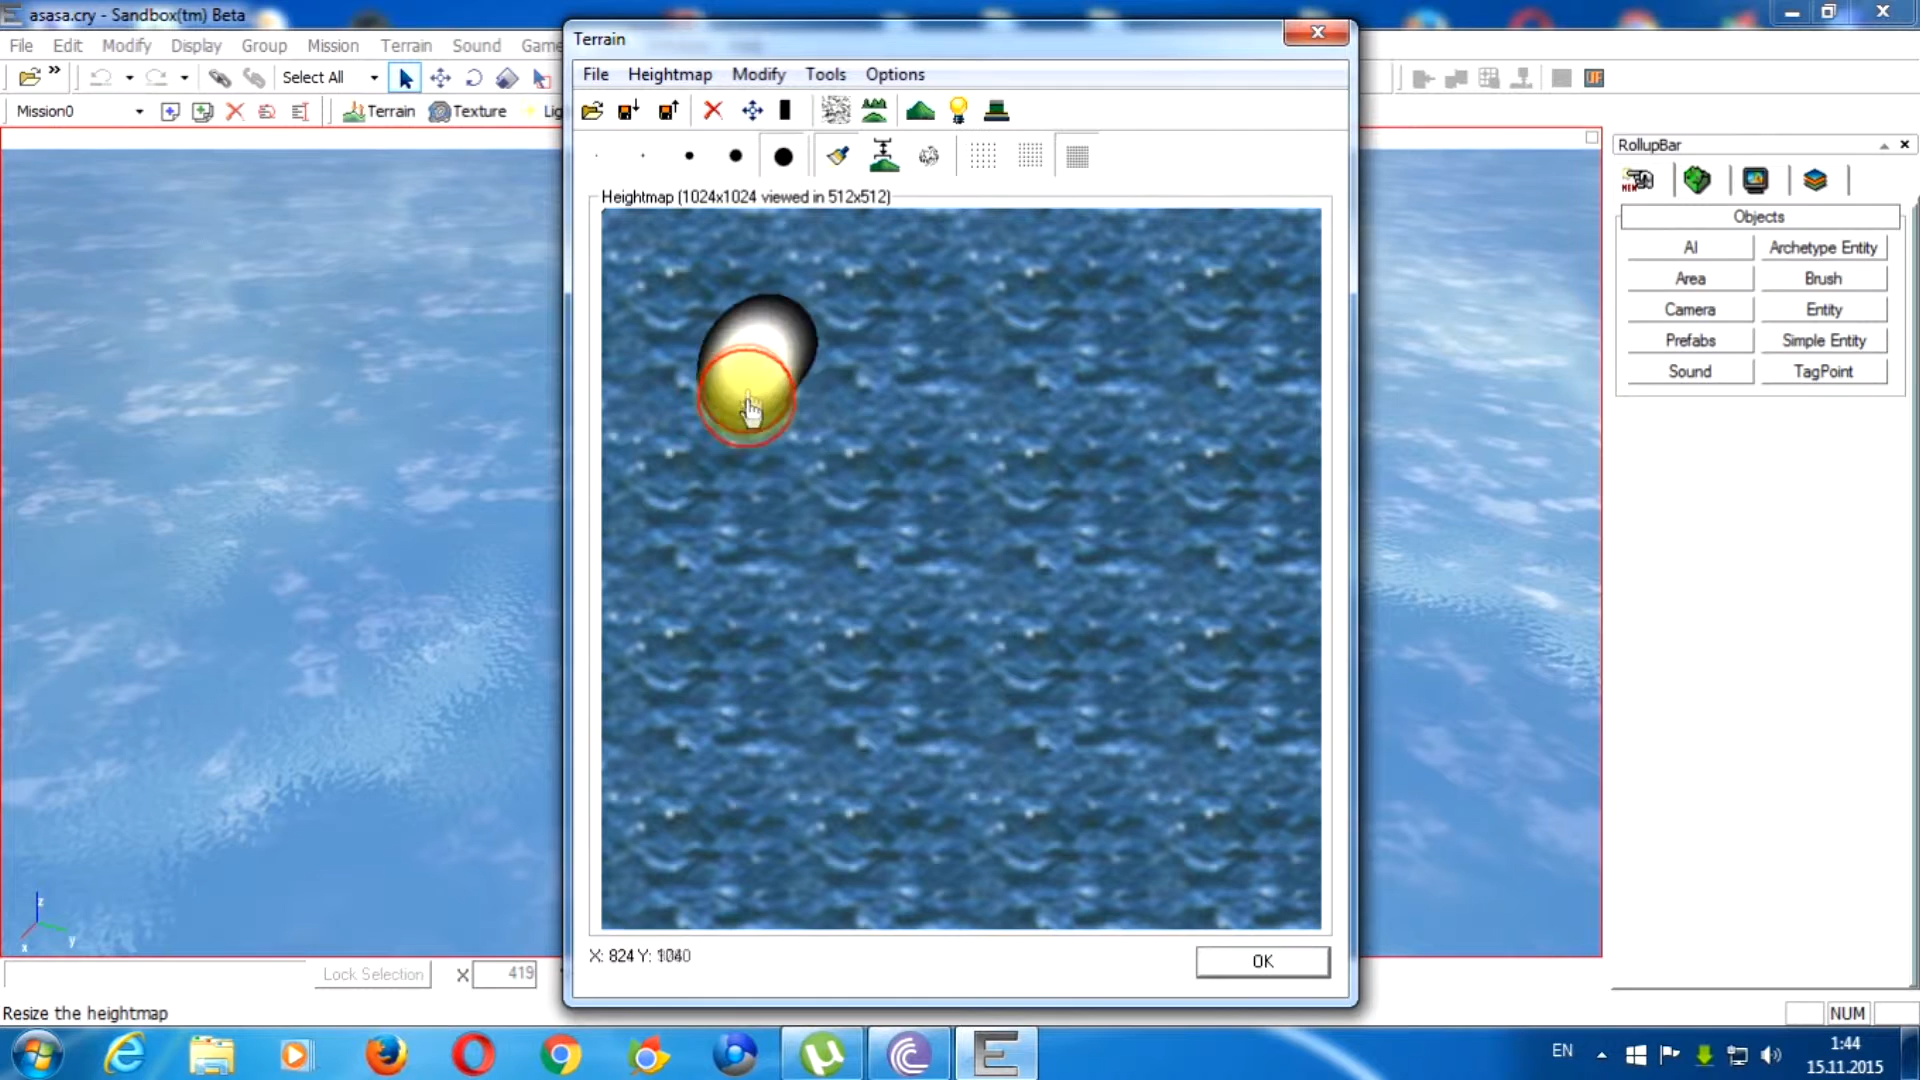 asasa.cry - Sandbox(tm) Beta
File Edit Modify Display Group Mission Terrain Sound Game
Select All
Mission0 Terrain Texture Lig
Terrain
File Heightmap Modify Tools Options
Heightmap (1024x1024 viewed in 512x512)
X: 824 Y:
OK
RollupBar
NEW
Objects
AI Archetype Entity
Area Brush
Camera Entity
Prefabs Simple Entity
Sound TagPoint
z
x y
Lock Selection X 419
Resize the heightmap
NUM
EN
1:44
15.11.2015